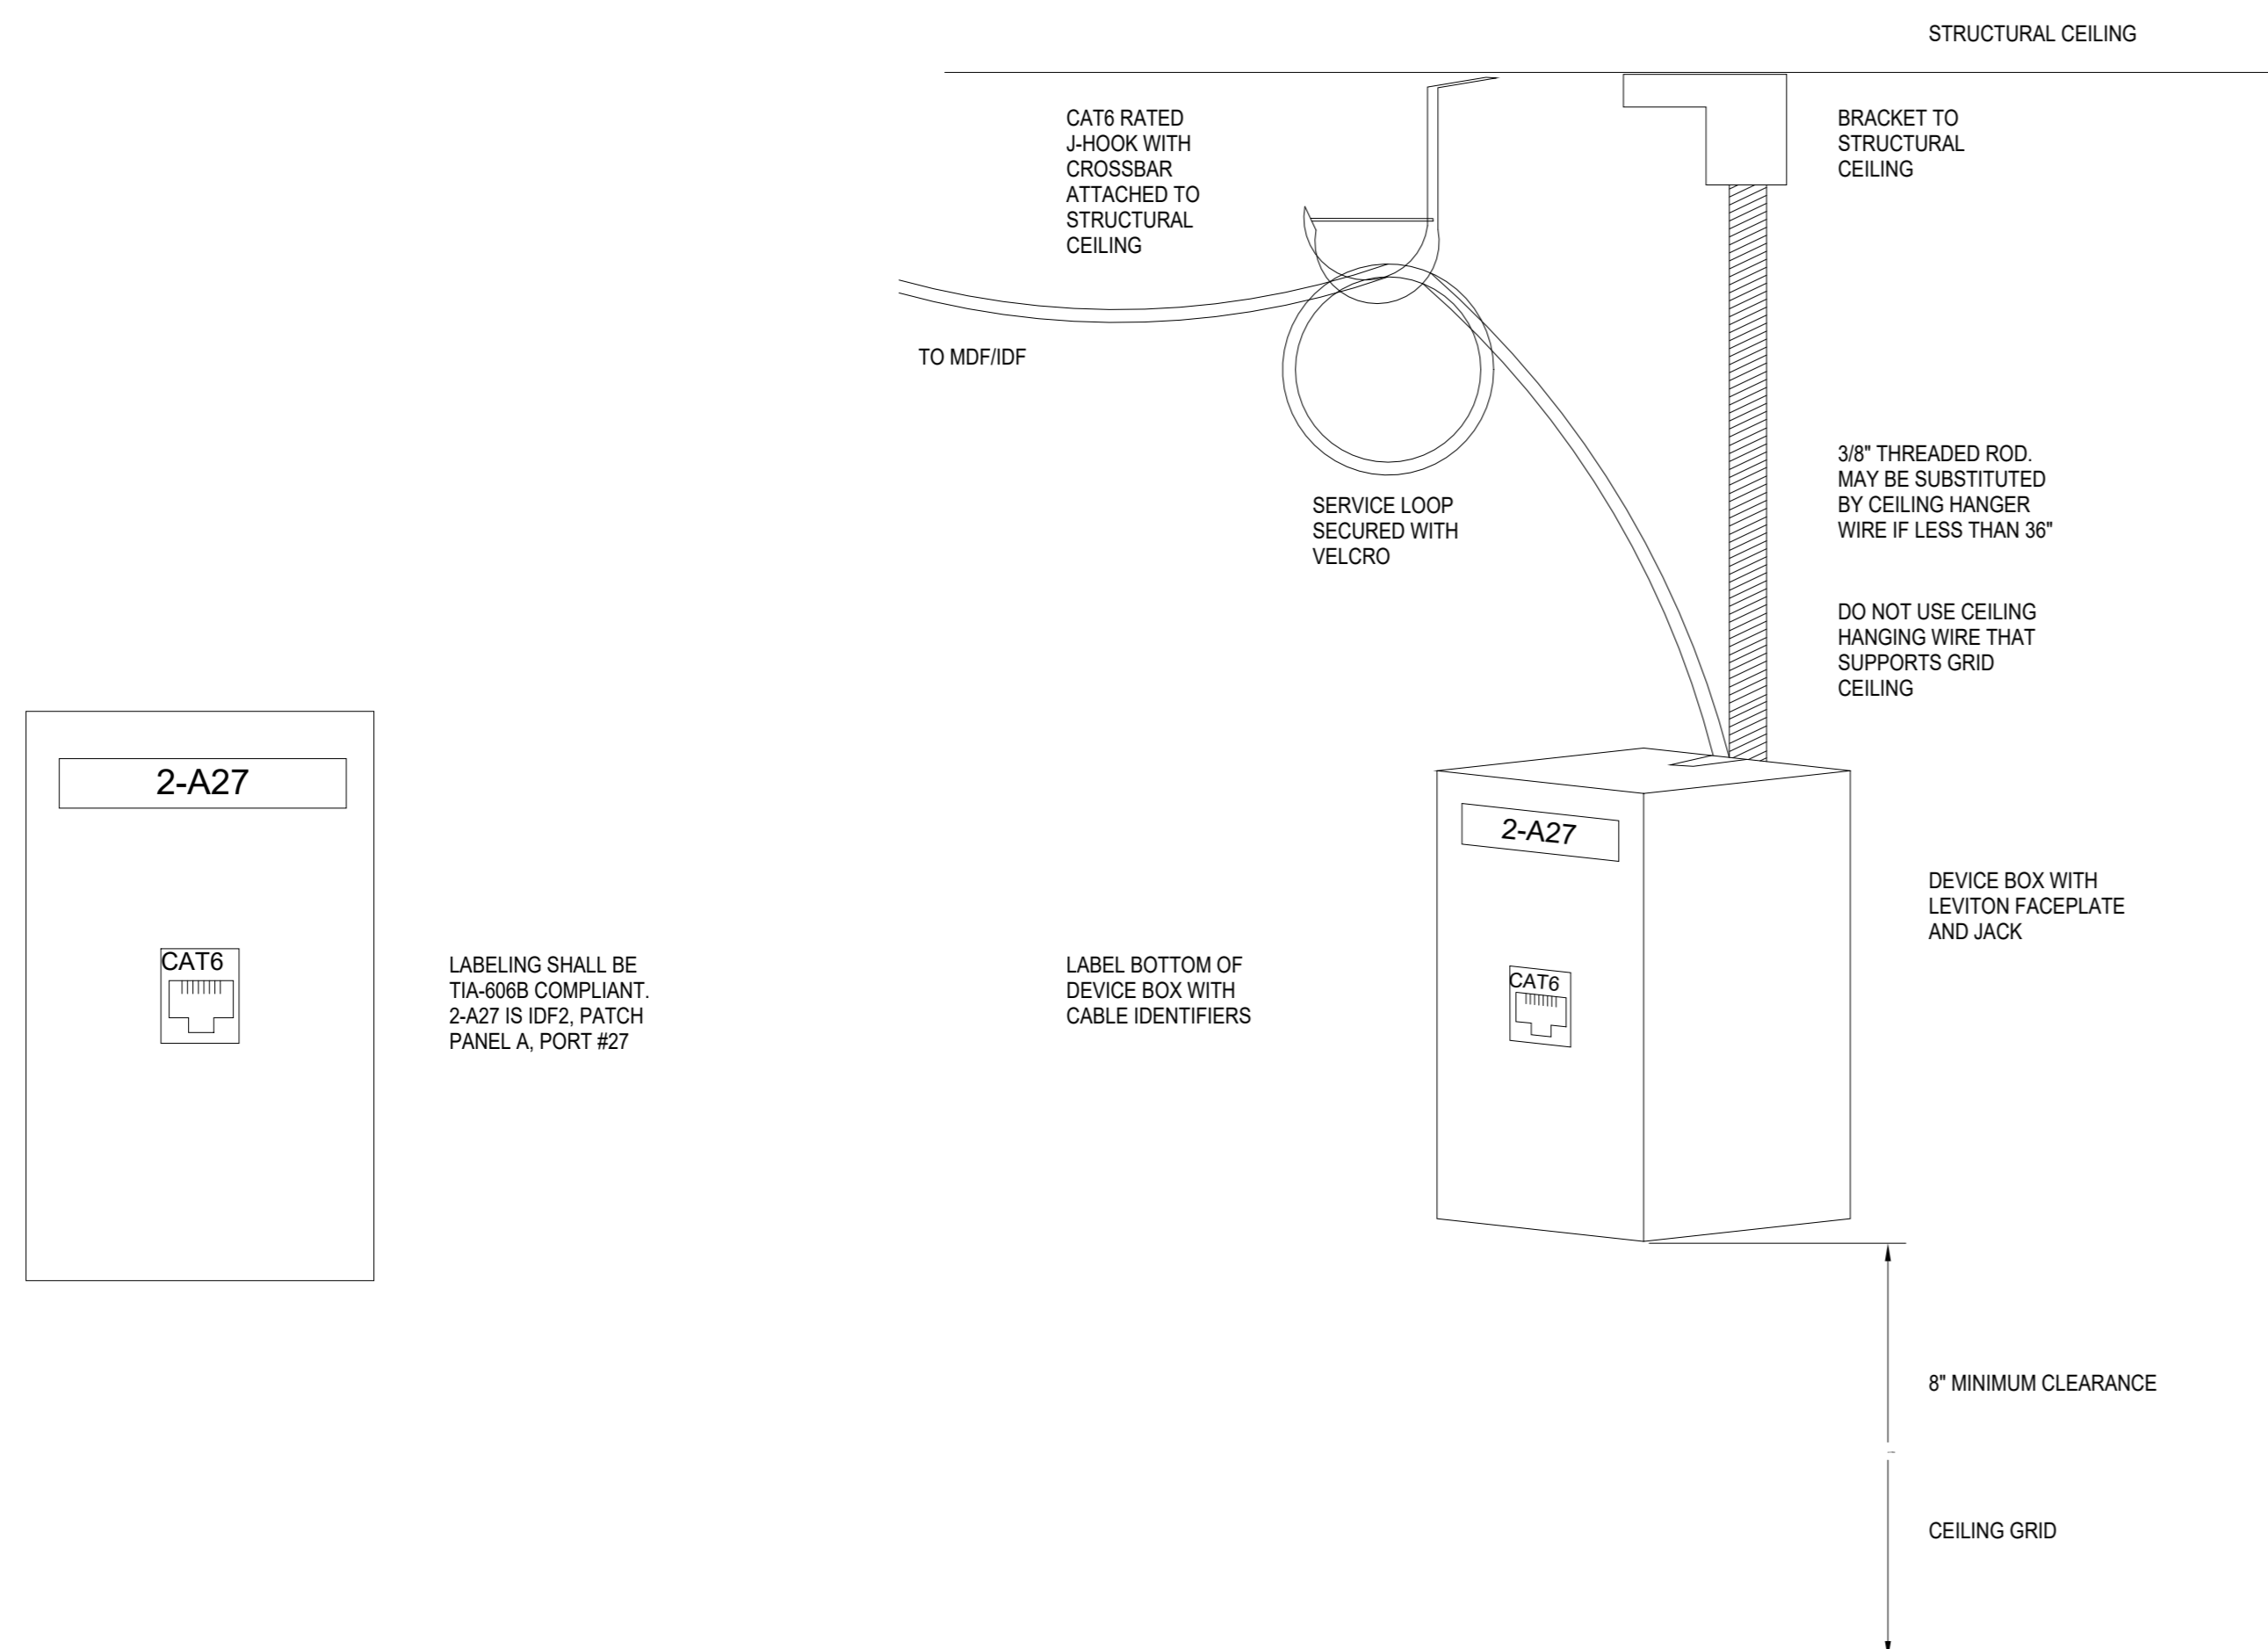 STRUCTURAL CEILING
CAT6 RATED
J-HOOK WITH
CROSSBAR
ATTACHED TO
STRUCTURAL
CEILING
BRACKET TO
STRUCTURAL
CEILING
TO MDF/IDF
3/8" THREADED ROD.
MAY BE SUBSTITUTED
BY CEILING HANGER
WIRE IF LESS THAN 36"
SERVICE LOOP
SECURED WITH
VELCRO
DO NOT USE CEILING
HANGING WIRE THAT
SUPPORTS GRID
CEILING
2-A27
CAT6
LABELING SHALL BE
TIA-606B COMPLIANT.
2-A27 IS IDF2, PATCH
PANEL A, PORT #27
LABEL BOTTOM OF
DEVICE BOX WITH
CABLE IDENTIFIERS
2-A27
CAT6
DEVICE BOX WITH
LEVITON FACEPLATE
AND JACK
8" MINIMUM CLEARANCE
CEILING GRID